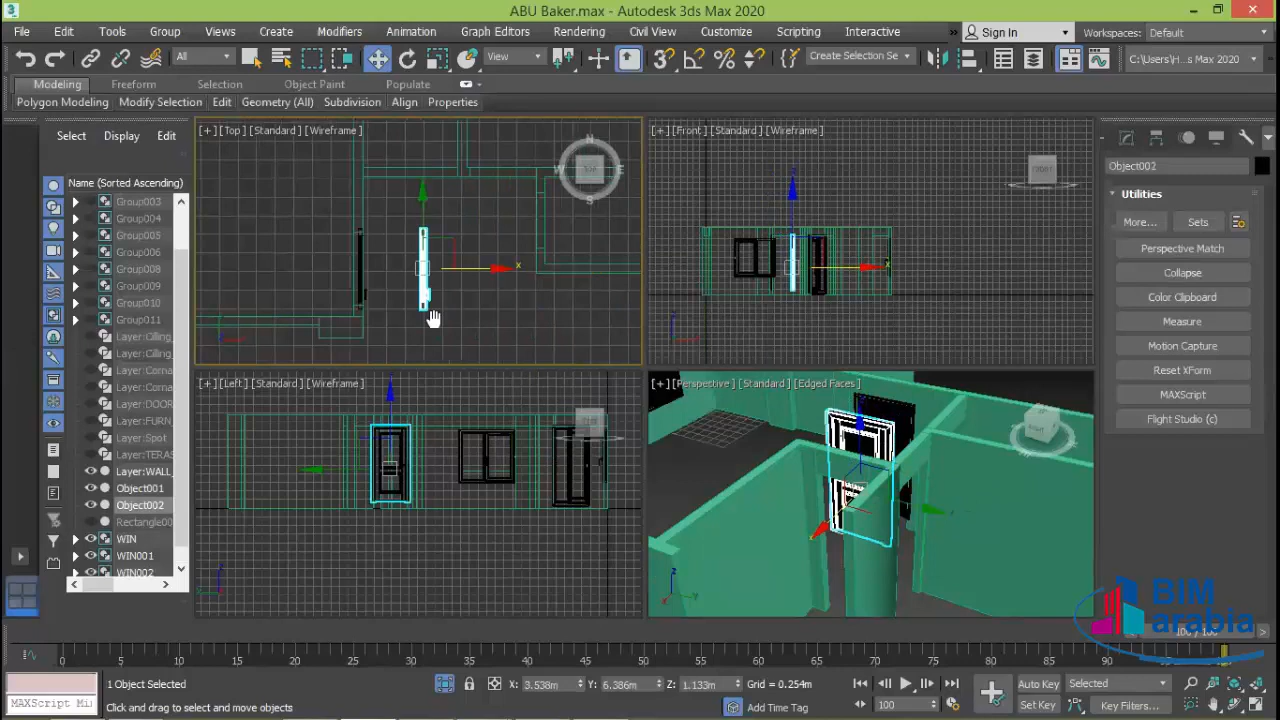 ABU Baker.max - Autodesk 3ds Max 2020
File Edit Tools Group Views Create Modifiers Animation Graph Editors Rendering Civil View Customize Scripting Interactive » Sign In Workspaces: Default
All View Create Selection Se C:\Users\H...s Max 2020
Modeling Freeform Selection Object Paint Populate
Polygon Modeling Modify Selection Edit Geometry (All) Subdivision Align Properties
Select Display Edit
Name (Sorted Ascending)
Group003
Group004
Group005
Group006
Group008
Group009
Group010
Group011
Layer:Cilling_
Layer:Cilling_
Layer:Corna
Layer:Corna
Layer:DOOR
Layer:FURN_
Layer:Spot
Layer:TERAS
Layer:WALL_
Object001
Object002
Rectangle00
WIN
WIN001
WIN002
[+] [Top] [Standard] [Wireframe]
N
W E
TOP
S
x
[+] [Front] [Standard] [Wireframe]
FRONT
z
x
[+] [Left] [Standard] [Wireframe]
[+] [Perspective] [Standard] [Edged Faces]
Object002
Utilities
More... Sets
Perspective Match
Collapse
Color Clipboard
Measure
Motion Capture
Reset XForm
MAXScript
Flight Studio (c)
BIM
arabia
100 / 100
0 5 10 15 20 25 30 35 40 45 50 55 60 65 70 75 80 85 90 95 100
1 Object Selected X: 3.538m Y: 6.386m Z: 1.133m Grid = 0.254m Auto Key Selected
MAXScript Mi Click and drag to select and move objects Add Time Tag 100 Set Key Key Filters...